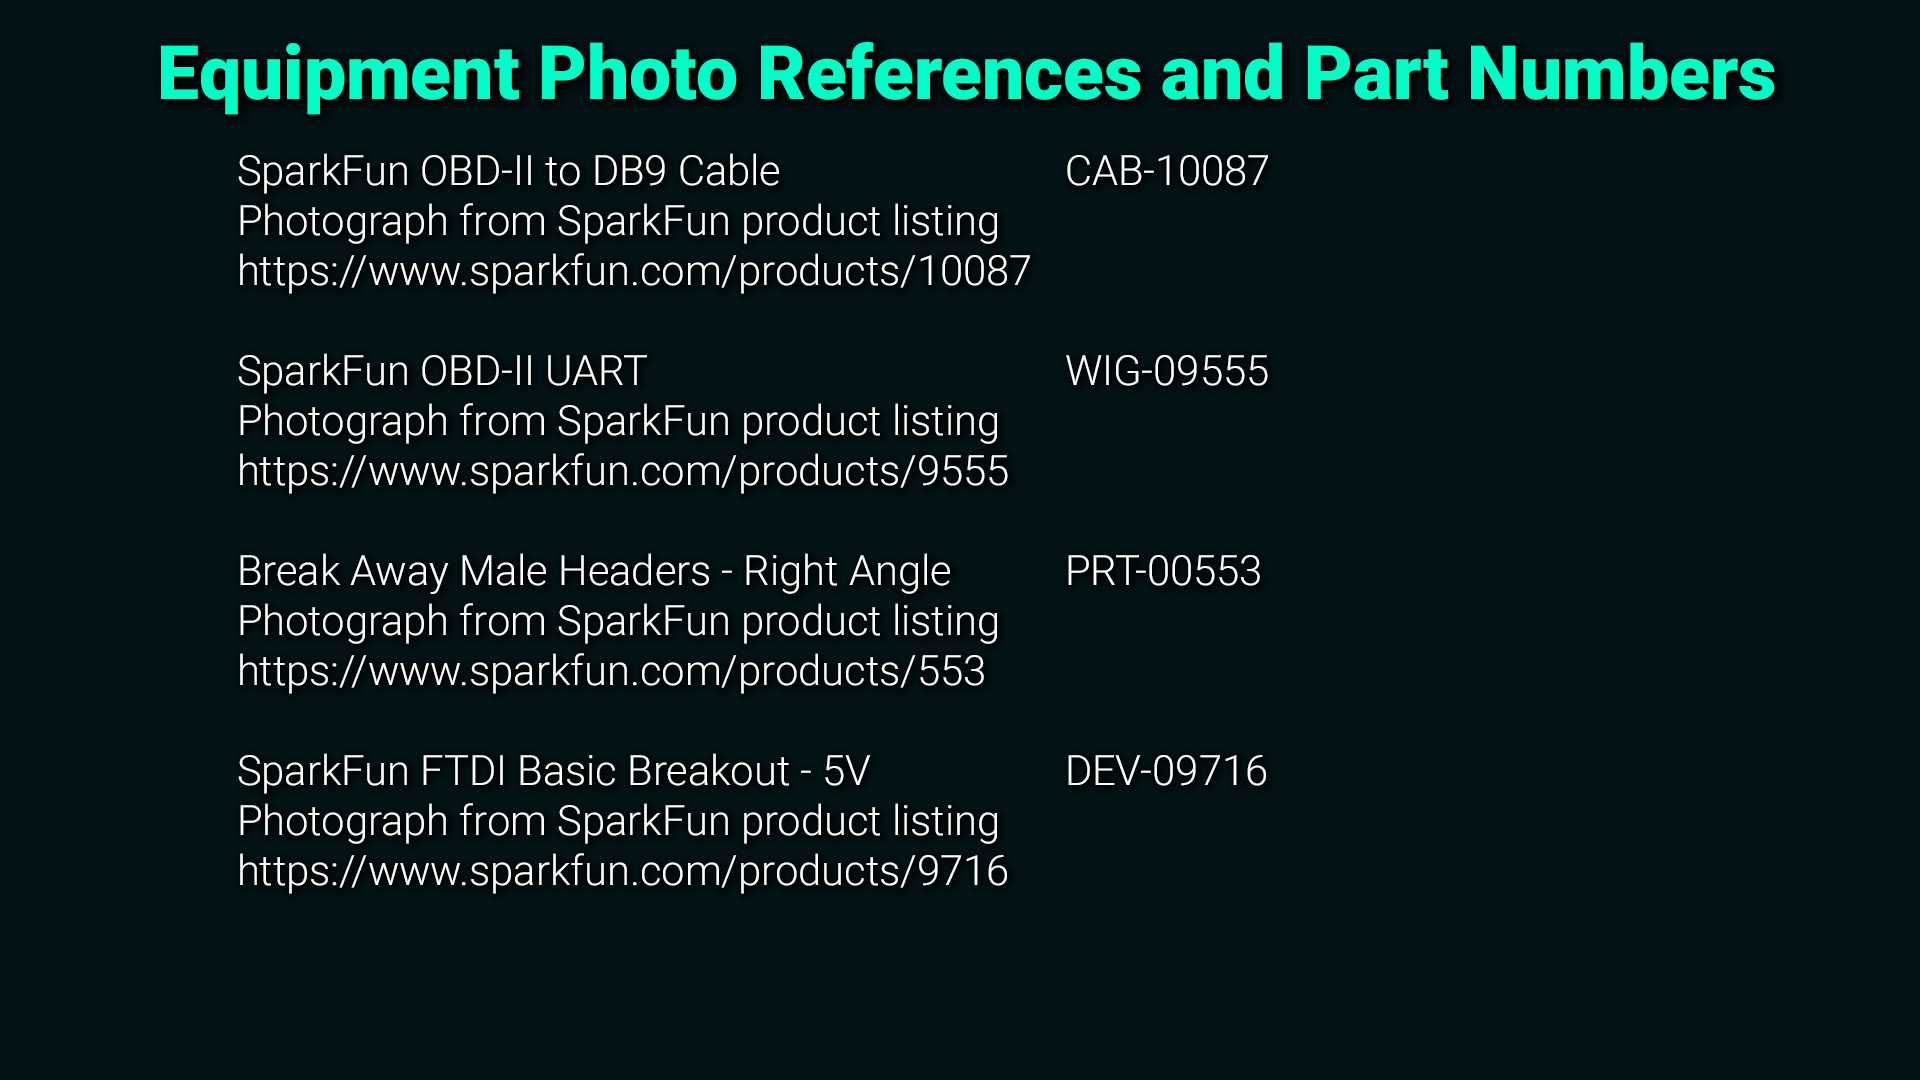 Equipment Photo References and Part Numbers
SparkFun OBD-II to DB9 Cable CAB-10087
Photograph from SparkFun product listing
https://www.sparkfun.com/products/10087
SparkFun OBD-II UART WIG-09555
Photograph from SparkFun product listing
https://www.sparkfun.com/products/9555
Break Away Male Headers - Right Angle PRT-00553
Photograph from SparkFun product listing
https://www.sparkfun.com/products/553
SparkFun FTDI Basic Breakout - 5V DEV-09716
Photograph from SparkFun product listing
https://www.sparkfun.com/products/9716